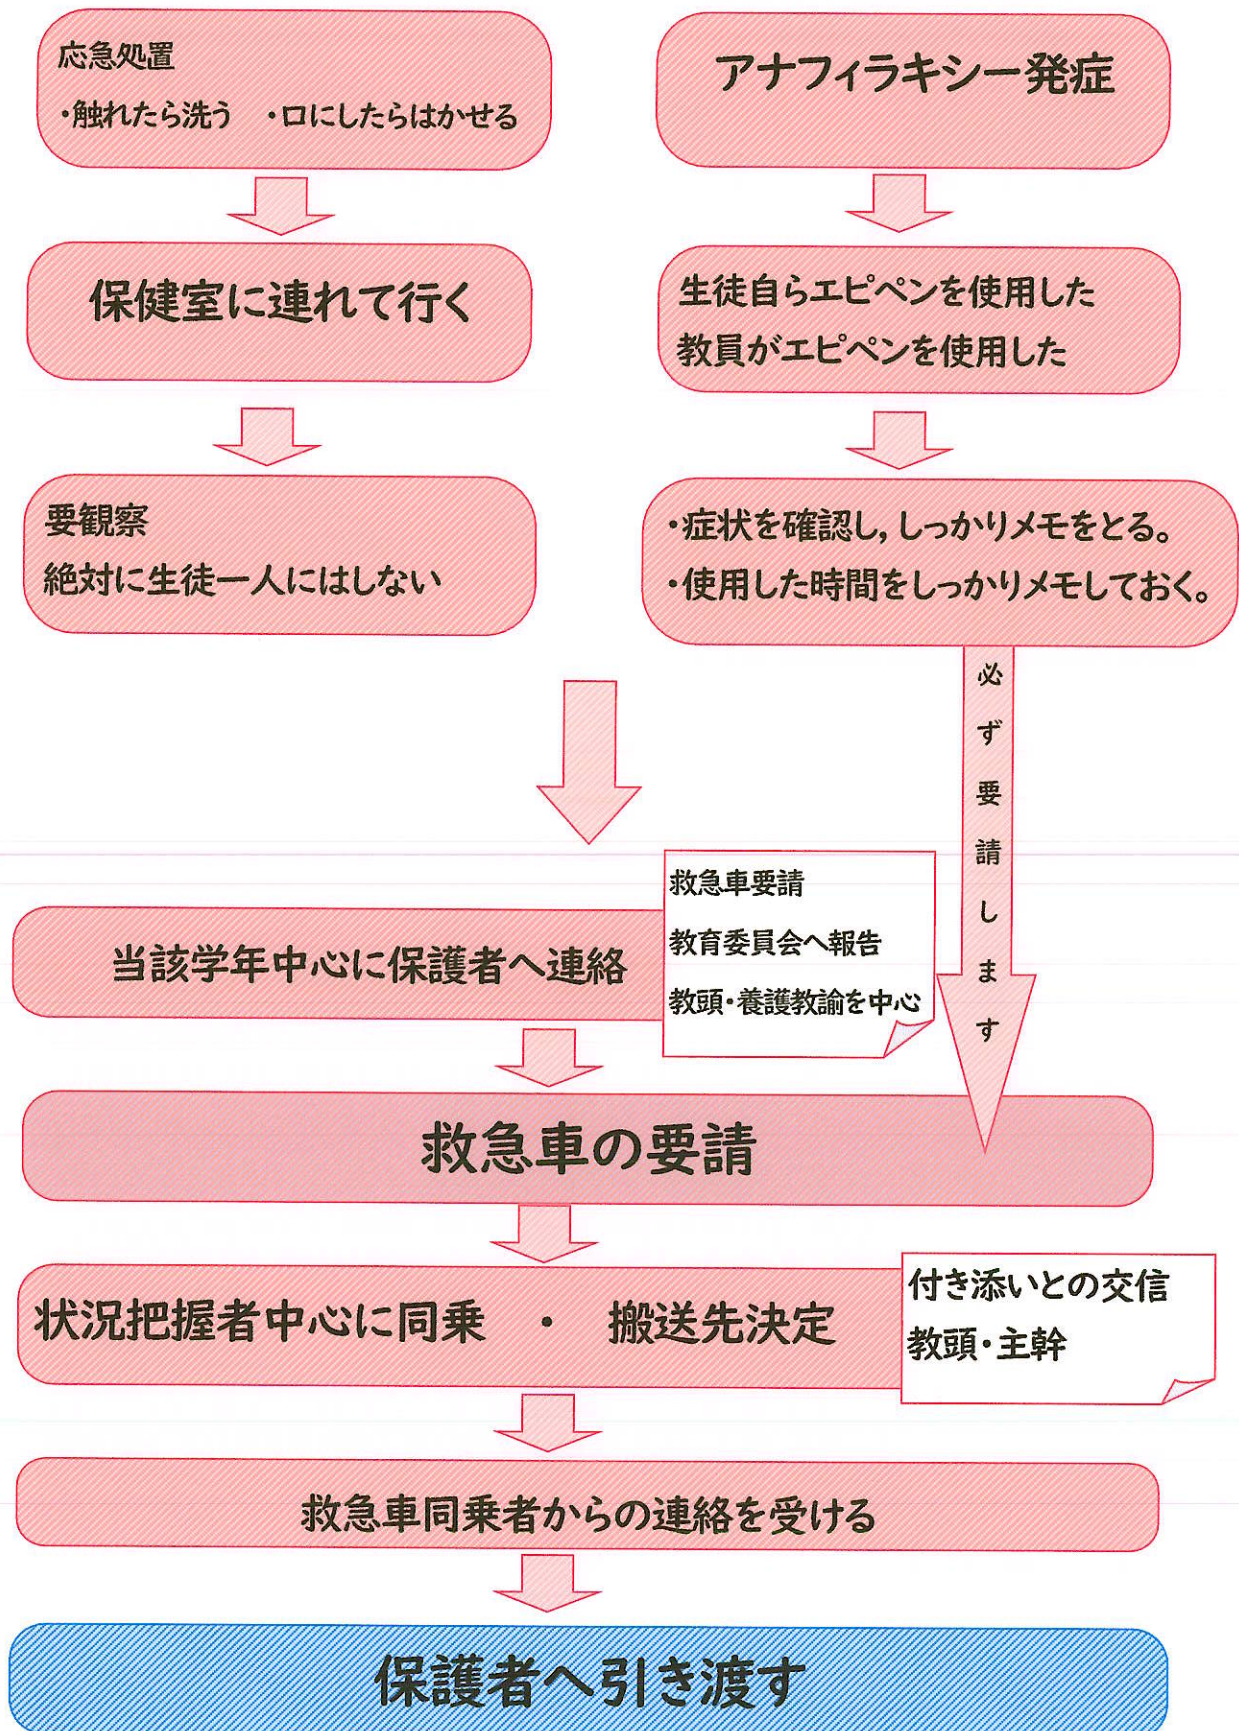 応急処置
・触れたら洗う　・口にしたらはかせる
アナフィラキシー発症
保健室に連れて行く
生徒自らエピペンを使用した
教員がエピペンを使用した
要観察
絶対に生徒一人にはしない
・症状を確認し，しっかりメモをとる。
・使用した時間をしっかりメモしておく。
必ず要請します
救急車要請
教育委員会へ報告
教頭・養護教諭を中心
当該学年中心に保護者へ連絡
救急車の要請
状況把握者中心に同乗　・　搬送先決定
付き添いとの交信
教頭・主幹
救急車同乗者からの連絡を受ける
保護者へ引き渡す